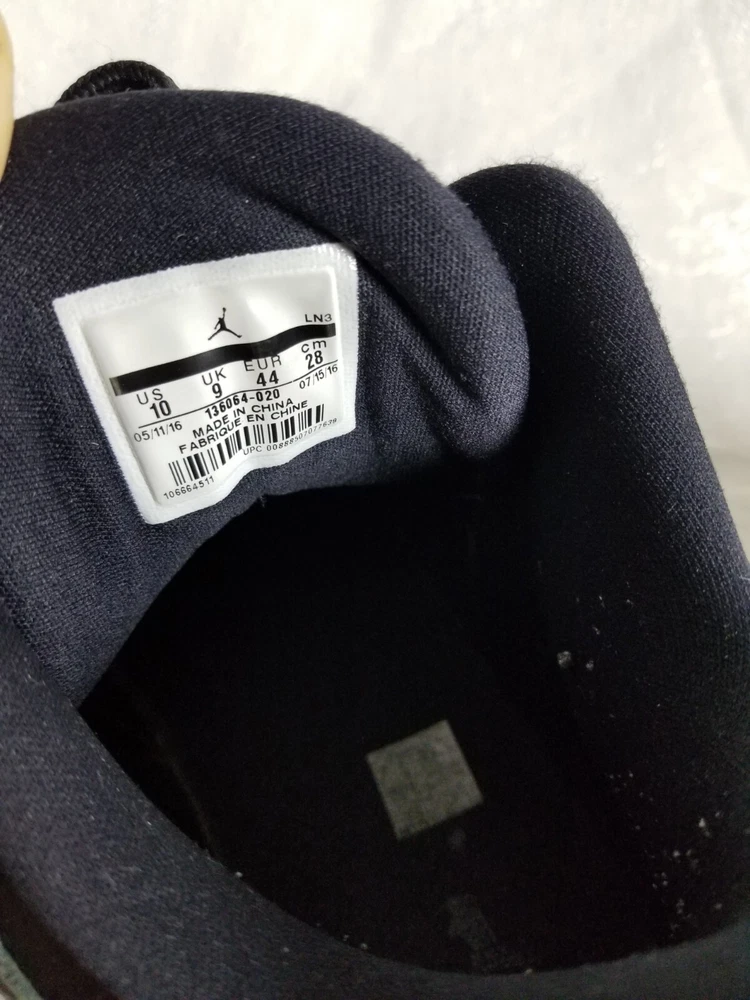 LN3
US UK EUR cm
10 9 44 28
05/11/16 136064-020 07/15/16
MADE IN CHINA
FABRIQUE EN CHINE
UPC 00888507077639
106664511